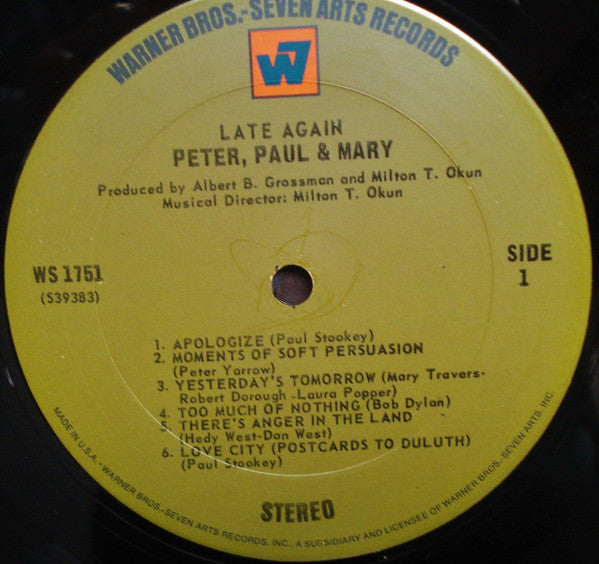 WARNER BROS.-SEVEN ARTS RECORDS
W7
LATE AGAIN
PETER, PAUL & MARY
Produced by Albert B. Grossman and Milton T. Okun
Musical Director: Milton T. Okun
WS 1751
(S39383)
SIDE
1
1. APOLOGIZE (Paul Stookey)
2. MOMENTS OF SOFT PERSUASION
(Peter Yarrow)
3. YESTERDAY'S TOMORROW (Mary Travers-
Robert Dorough-Laura Popper)
4. TOO MUCH OF NOTHING (Bob Dylan)
5. THERE'S ANGER IN THE LAND
(Hedy West-Don West)
6. LOVE CITY (POSTCARDS TO DULUTH)
(Paul Stookey)
STEREO
MADE IN U.S.A. - WARNER BROS.-SEVEN ARTS RECORDS, INC., A SUBSIDIARY AND LICENSEE OF WARNER BROS.-SEVEN ARTS, INC.